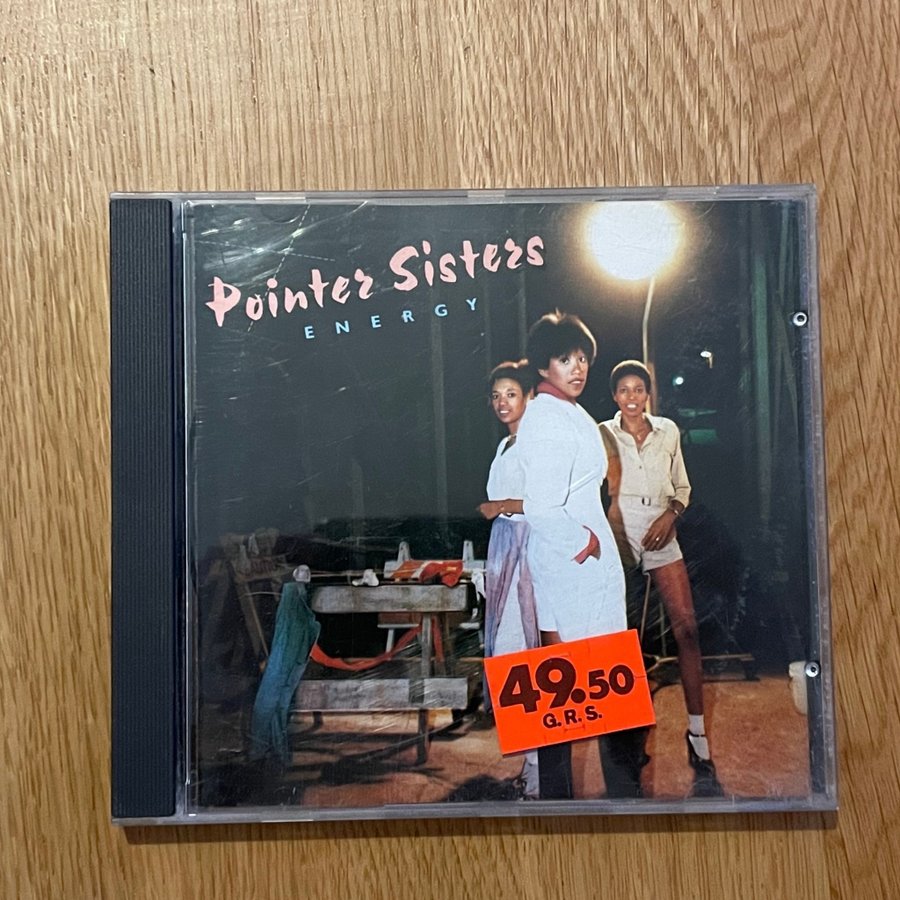 Pointer Sisters
ENERGY
49.50
G.R.S.